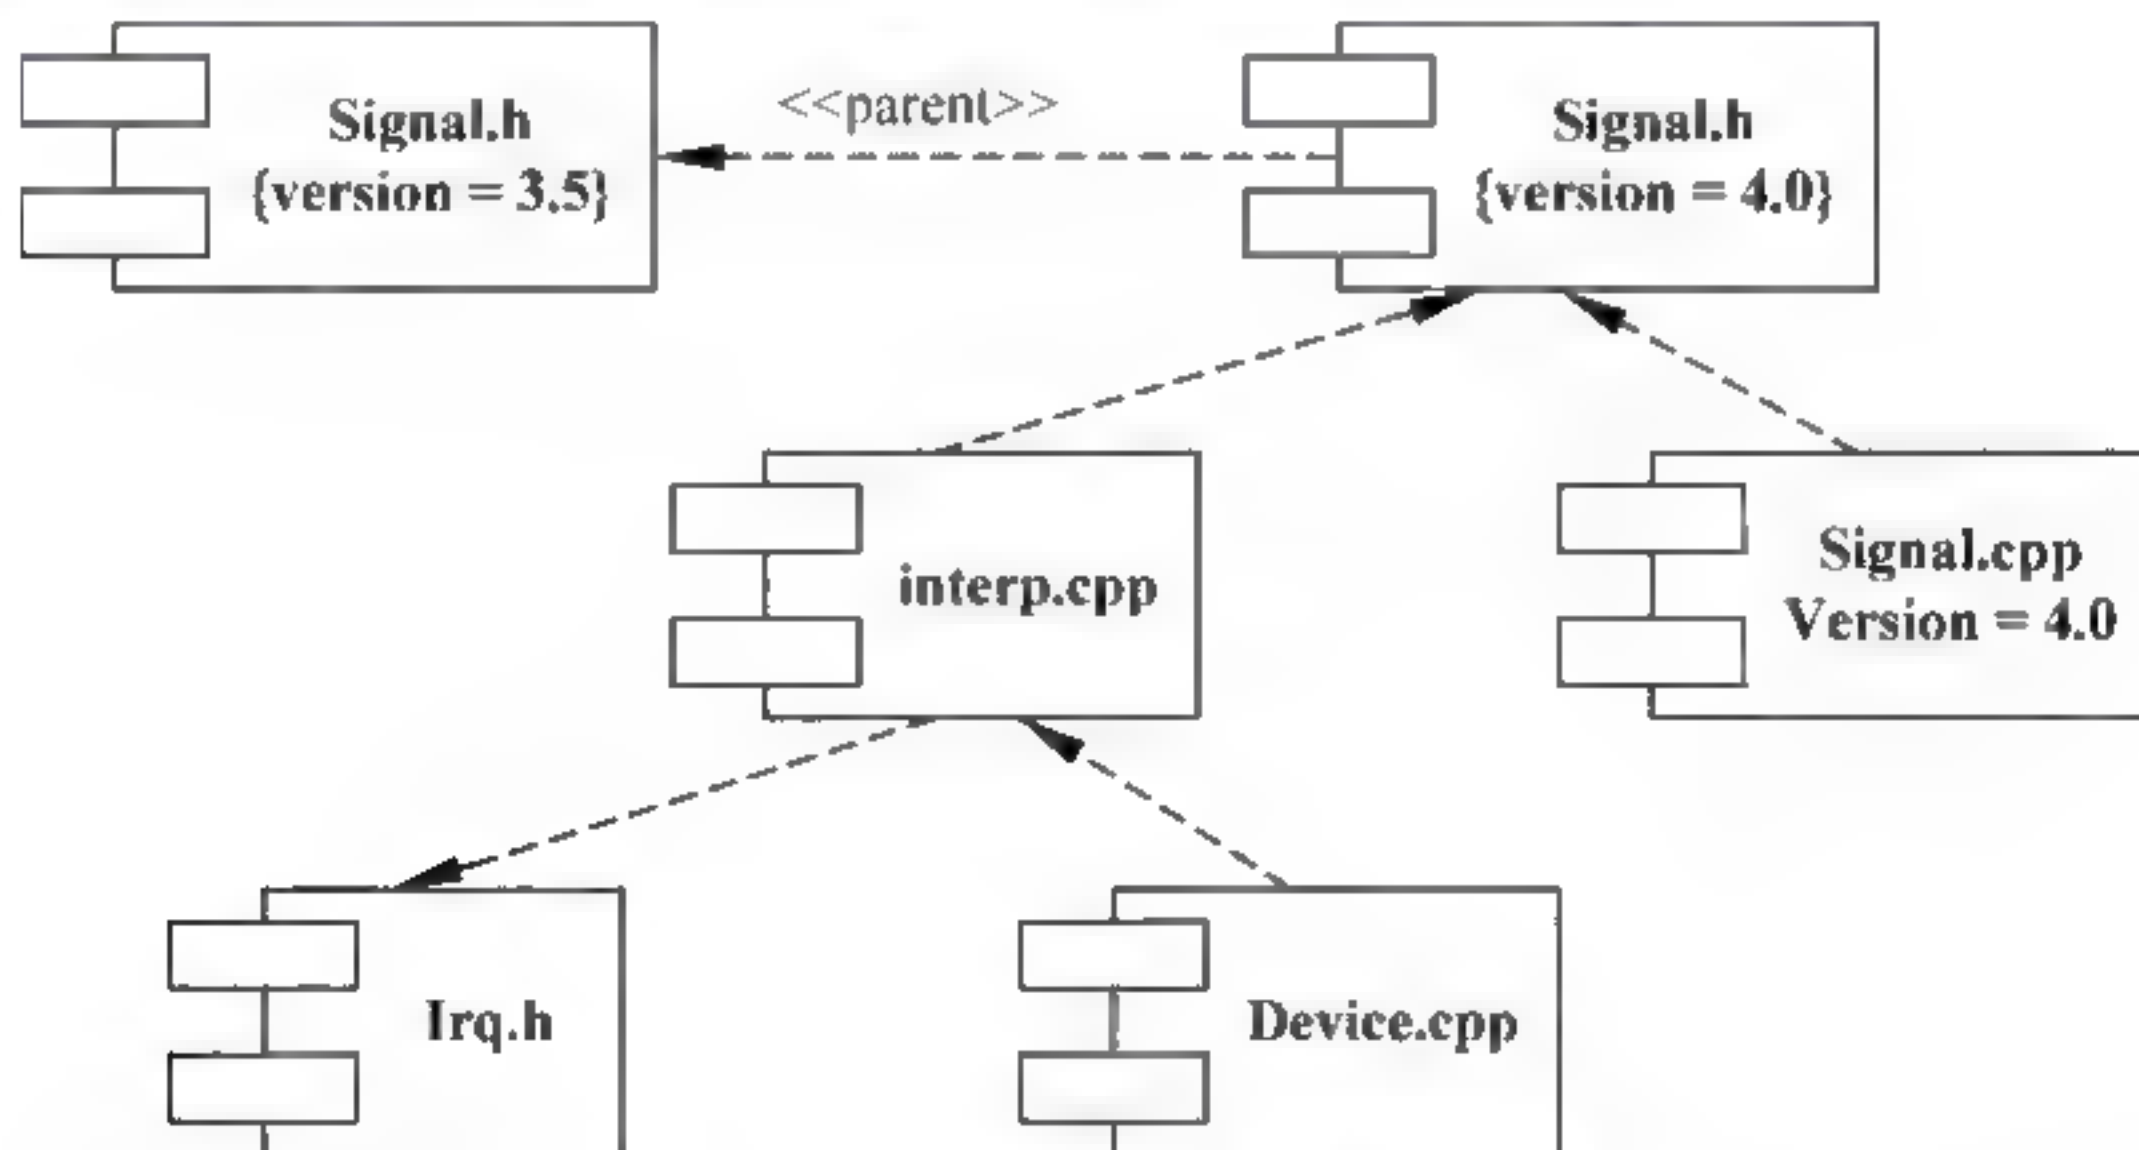 Signal.h
{version = 3.5}
<<parent>>
Signal.h
{version = 4.0}
interp.cpp
Signal.cpp
Version = 4.0
Irq.h
Device.cpp